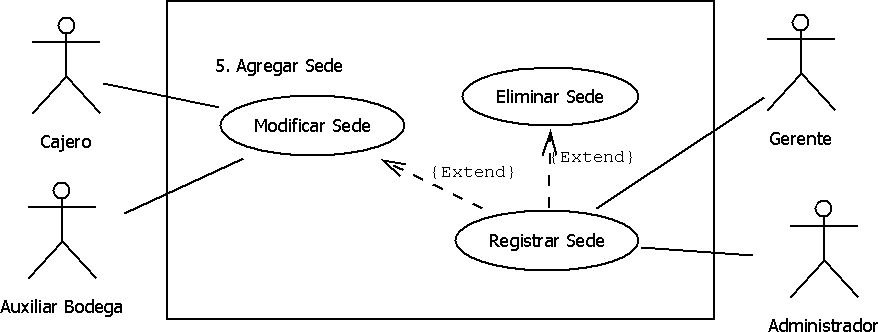 5. Agregar Sede
Eliminar Sede
Modificar Sede
Cajero
Gerente
{Extend}
{Extend}
Registrar Sede
Auxiliar Bodega
Administrador